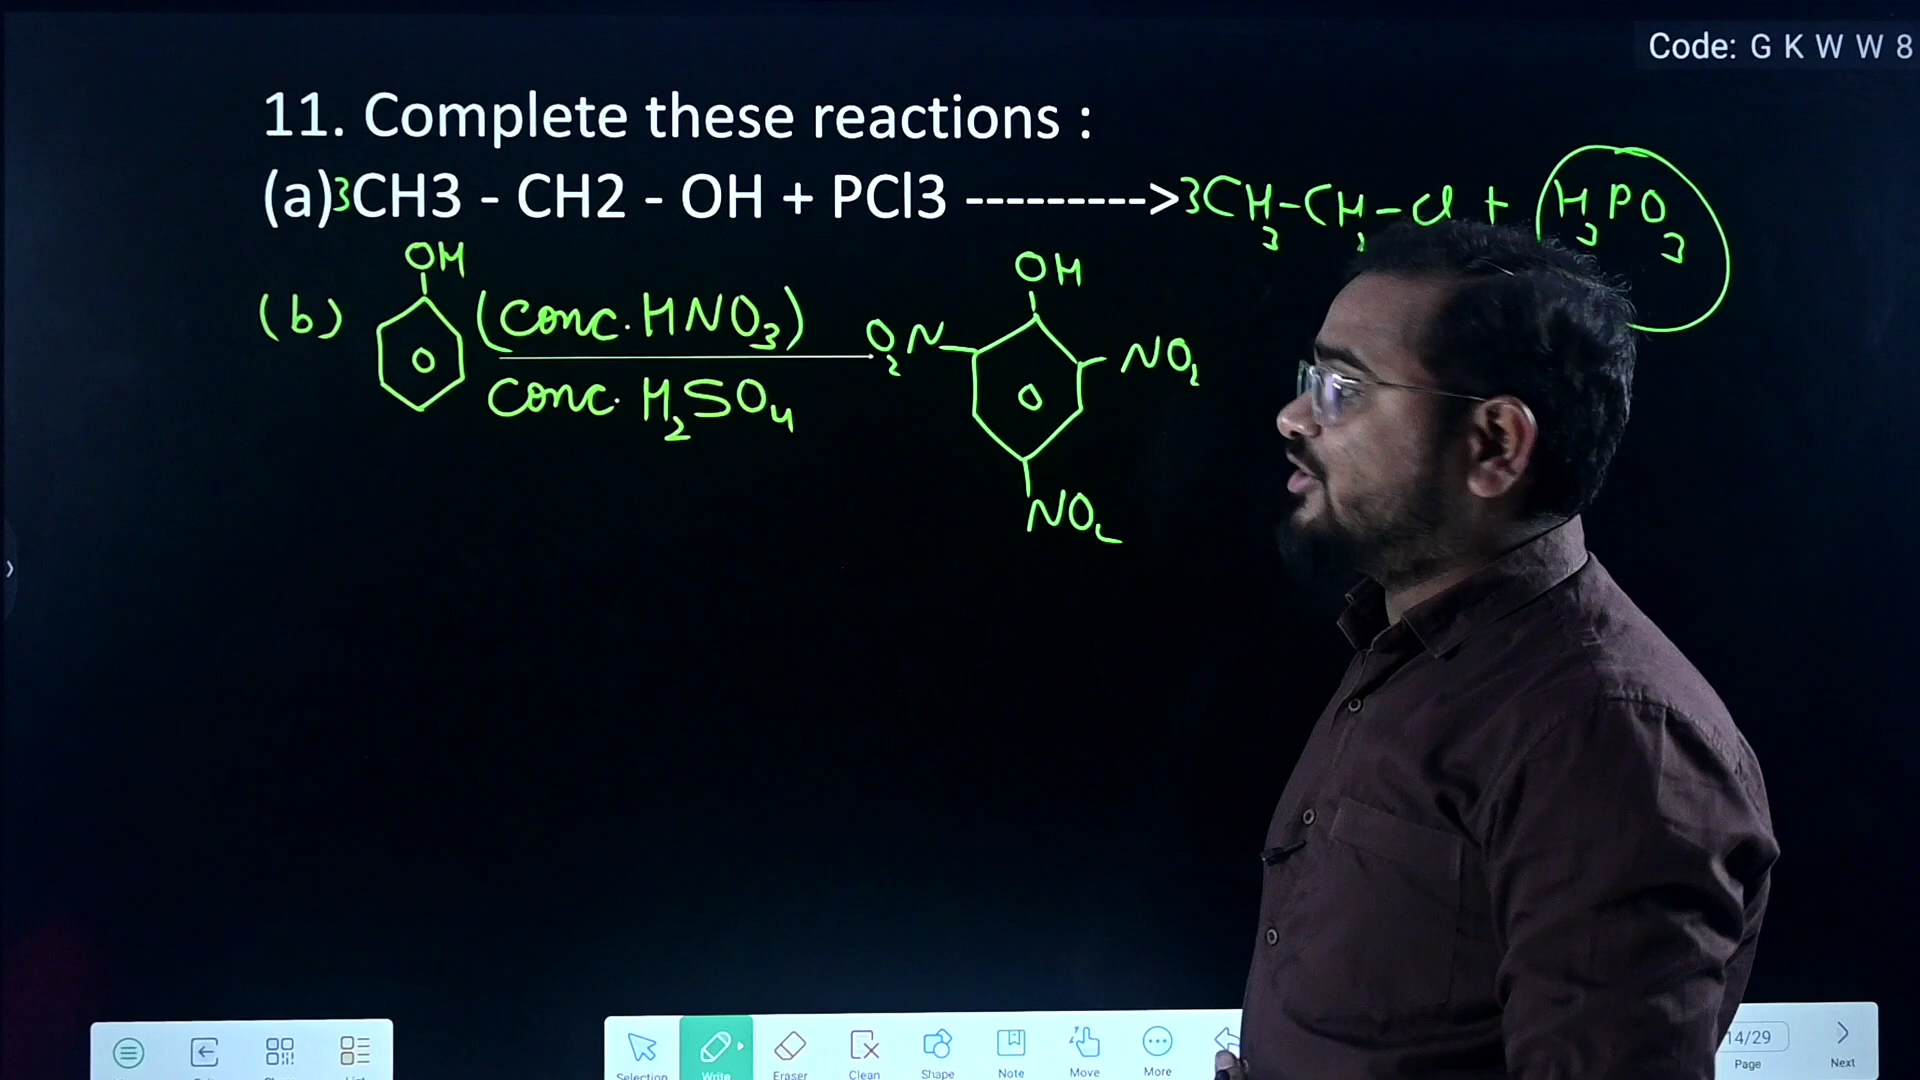 Code: G K W W 8
11. Complete these reactions :
(a)3CH3 - CH2 - OH + PCl3 --------->3CH3-CH2-Cl + H3PO3
OH
OH
(b) (Conc. HNO3)
O2N
NO2
Conc. H2SO4
NO2
14/29
Selection Write Eraser Clean Shape Note Move More
Page Next